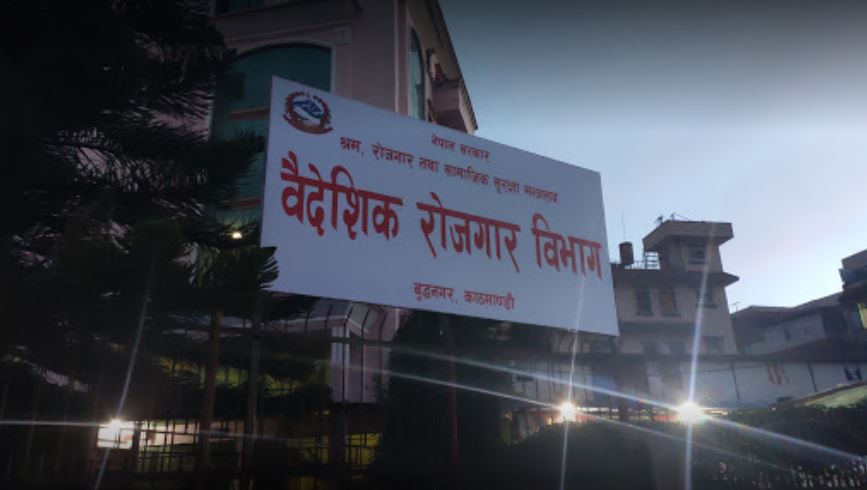 नेपाल सरकार
श्रम, रोजगार तथा सामाजिक सुरक्षा मन्त्रालय
वैदेशिक रोजगार विभाग
बुद्धनगर, काठमाण्डौ